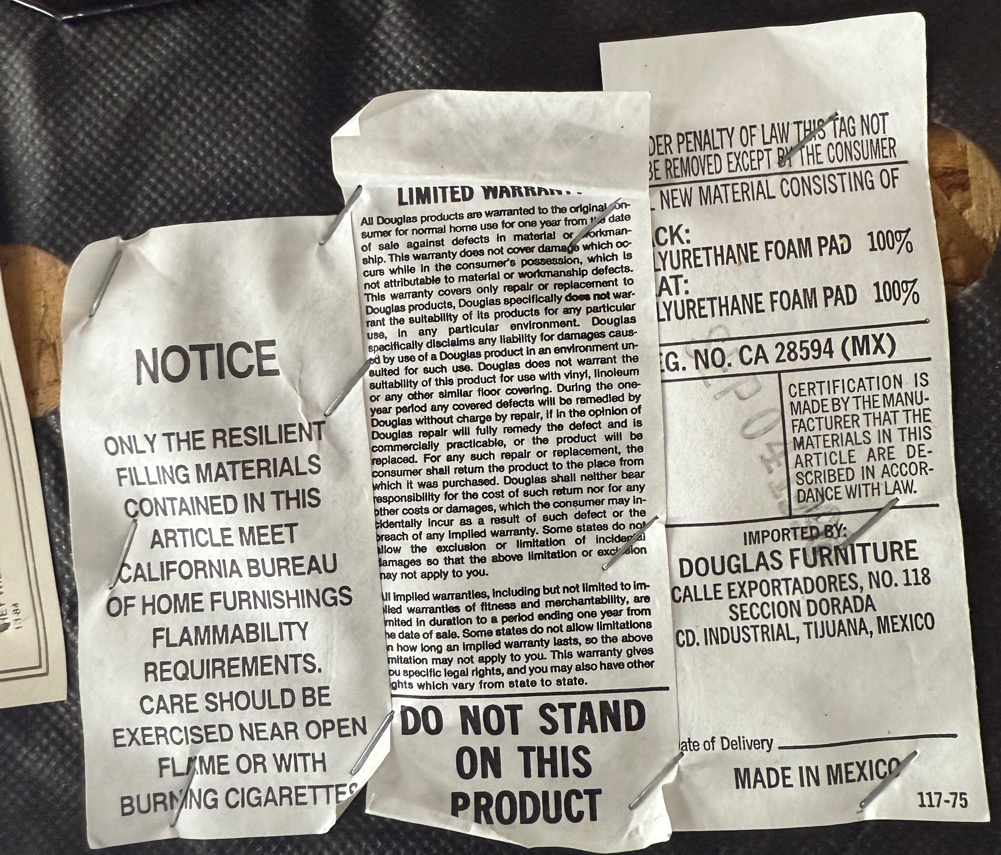 NOTICE
ONLY THE RESILIENT
FILLING MATERIALS
CONTAINED IN THIS
ARTICLE MEET
CALIFORNIA BUREAU
OF HOME FURNISHINGS
FLAMMABILITY
REQUIREMENTS.
CARE SHOULD BE
EXERCISED NEAR OPEN
FLAME OR WITH
BURNING CIGARETTES
LIMITED WARRANT
All Douglas products are warranted to the original con-
sumer for normal home use for one year from the date
of sale against defects in material or workman-
ship. This warranty does not cover damage which oc-
curs while in the consumer's possession, which is
not attributable to material or workmanship defects.
This warranty covers only repair or replacement to
Douglas products, Douglas specifically does not war-
rant the suitability of its products for any particular
use, in any particular environment. Douglas
specifically disclaims any liability for damages caus-
ed by use of a Douglas product in an environment un-
suited for such use. Douglas does not warrant the
suitability of this product for use with vinyl, linoleum
or any other similar floor covering. During the one-
year period any covered defects will be remedied by
Douglas without charge by repair, if in the opinion of
Douglas repair will fully remedy the defect and is
commercially practicable, or the product will be
replaced. For any such repair or replacement, the
consumer shall return the product to the place from
which it was purchased. Douglas shall neither bear
responsibility for the cost of such return nor for any
other costs or damages, which the consumer may in-
cidentally incur as a result of such defect or the
breach of any implied warranty. Some states do not
allow the exclusion or limitation of incidental
damages so that the above limitation or exclusion
may not apply to you.
All implied warranties, including but not limited to im-
plied warranties of fitness and merchantability, are
mited in duration to a period ending one year from
he date of sale. Some states do not allow limitations
n how long an implied warranty lasts, so the above
mitation may not apply to you. This warranty gives
ou specific legal rights, and you may also have other
ghts which vary from state to state.
DO NOT STAND
ON THIS
PRODUCT
DER PENALTY OF LAW THIS TAG NOT
BE REMOVED EXCEPT BY THE CONSUMER
L NEW MATERIAL CONSISTING OF
CK:
LYURETHANE FOAM PAD 100%
AT:
LYURETHANE FOAM PAD 100%
EG. NO. CA 28594 (MX)
CERTIFICATION IS
MADE BY THE MANU-
FACTURER THAT THE
MATERIALS IN THIS
ARTICLE ARE DE-
SCRIBED IN ACCOR-
DANCE WITH LAW.
IMPORTED BY:
DOUGLAS FURNITURE
CALLE EXPORTADORES, NO. 118
SECCION DORADA
CD. INDUSTRIAL, TIJUANA, MEXICO
ate of Delivery
MADE IN MEXICO
117-75